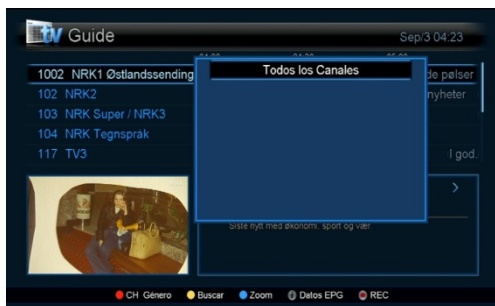 tv Guide
Sep/3 04:23
Todos los Canales
1002 NRK1 Østlandssending
de pølser
102 NRK2
nyheter
103 NRK Super / NRK3
104 NRK Tegnspråk
117 TV3
I god.
Siste nytt med økonomi, sport og vær.
CH Género Buscar Zoom Datos EPG REC